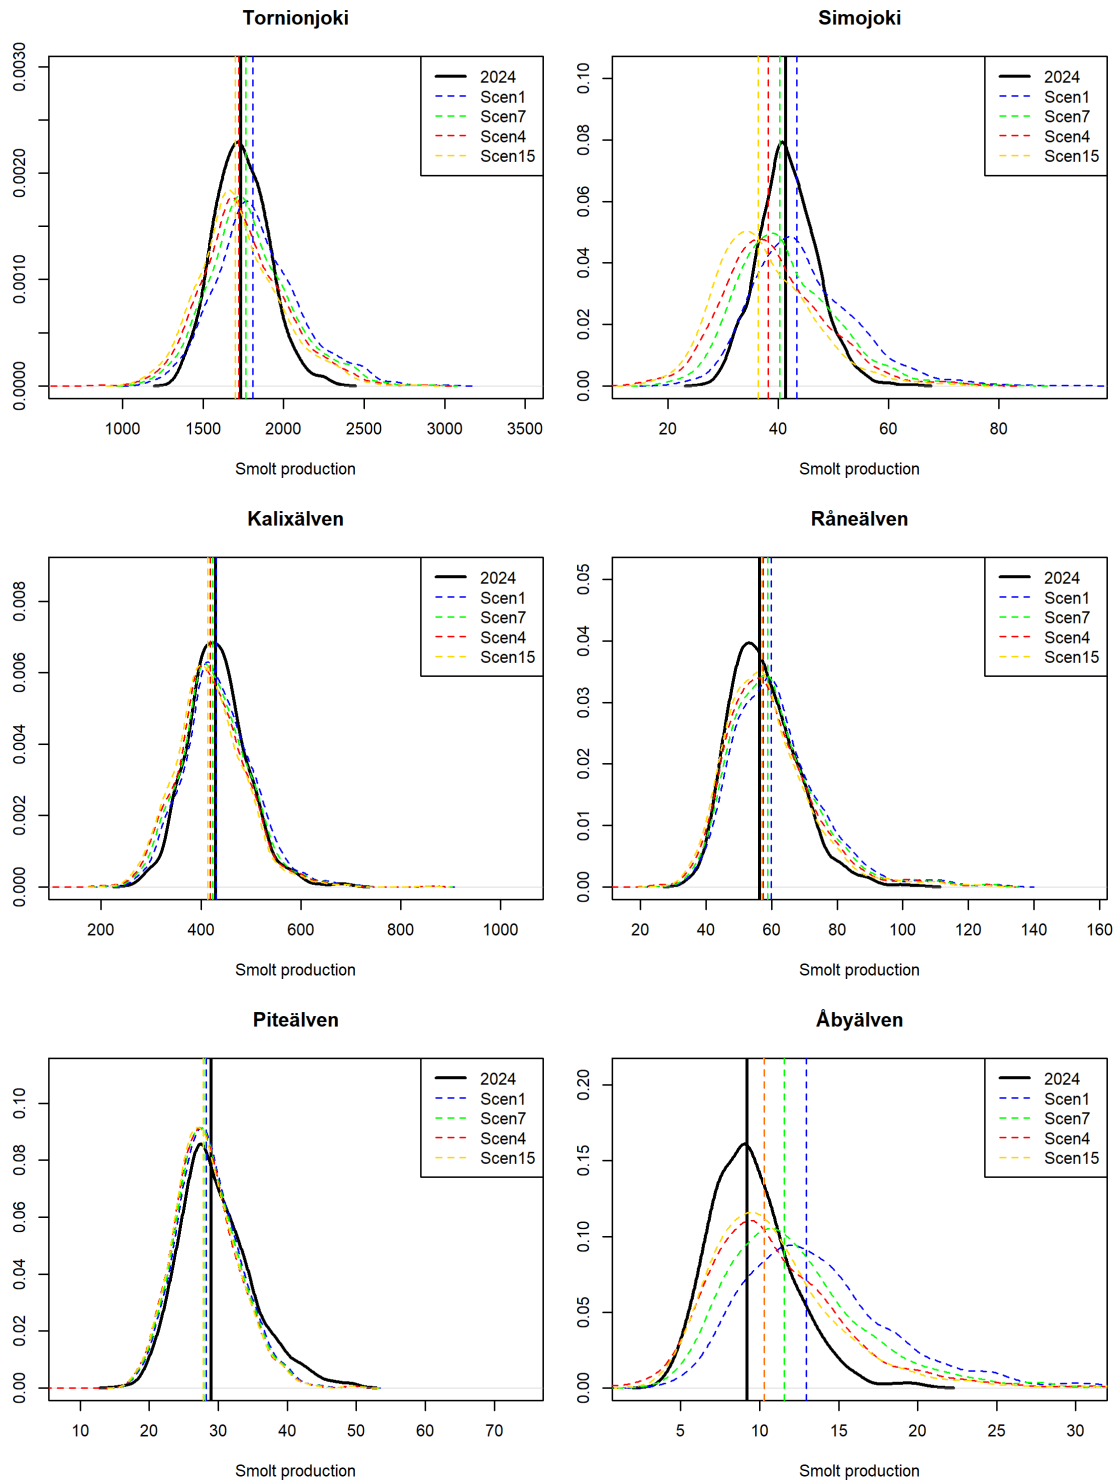 Tornionjoki
0.0000 0.0010 0.0020 0.0030
2024
Scen1
Scen7
Scen4
Scen15
1000 1500 2000 2500 3000 3500
Smolt production
Simojoki
0.00 0.02 0.04 0.06 0.08 0.10
2024
Scen1
Scen7
Scen4
Scen15
20 40 60 80
Smolt production
Kalixälven
0.000 0.002 0.004 0.006 0.008
2024
Scen1
Scen7
Scen4
Scen15
200 400 600 800 1000
Smolt production
Råneälven
0.00 0.01 0.02 0.03 0.04 0.05
2024
Scen1
Scen7
Scen4
Scen15
20 40 60 80 100 120 140 160
Smolt production
Piteälven
0.00 0.02 0.04 0.06 0.08 0.10
2024
Scen1
Scen7
Scen4
Scen15
10 20 30 40 50 60 70
Smolt production
Åbyälven
0.00 0.05 0.10 0.15 0.20
2024
Scen1
Scen7
Scen4
Scen15
5 10 15 20 25 30
Smolt production